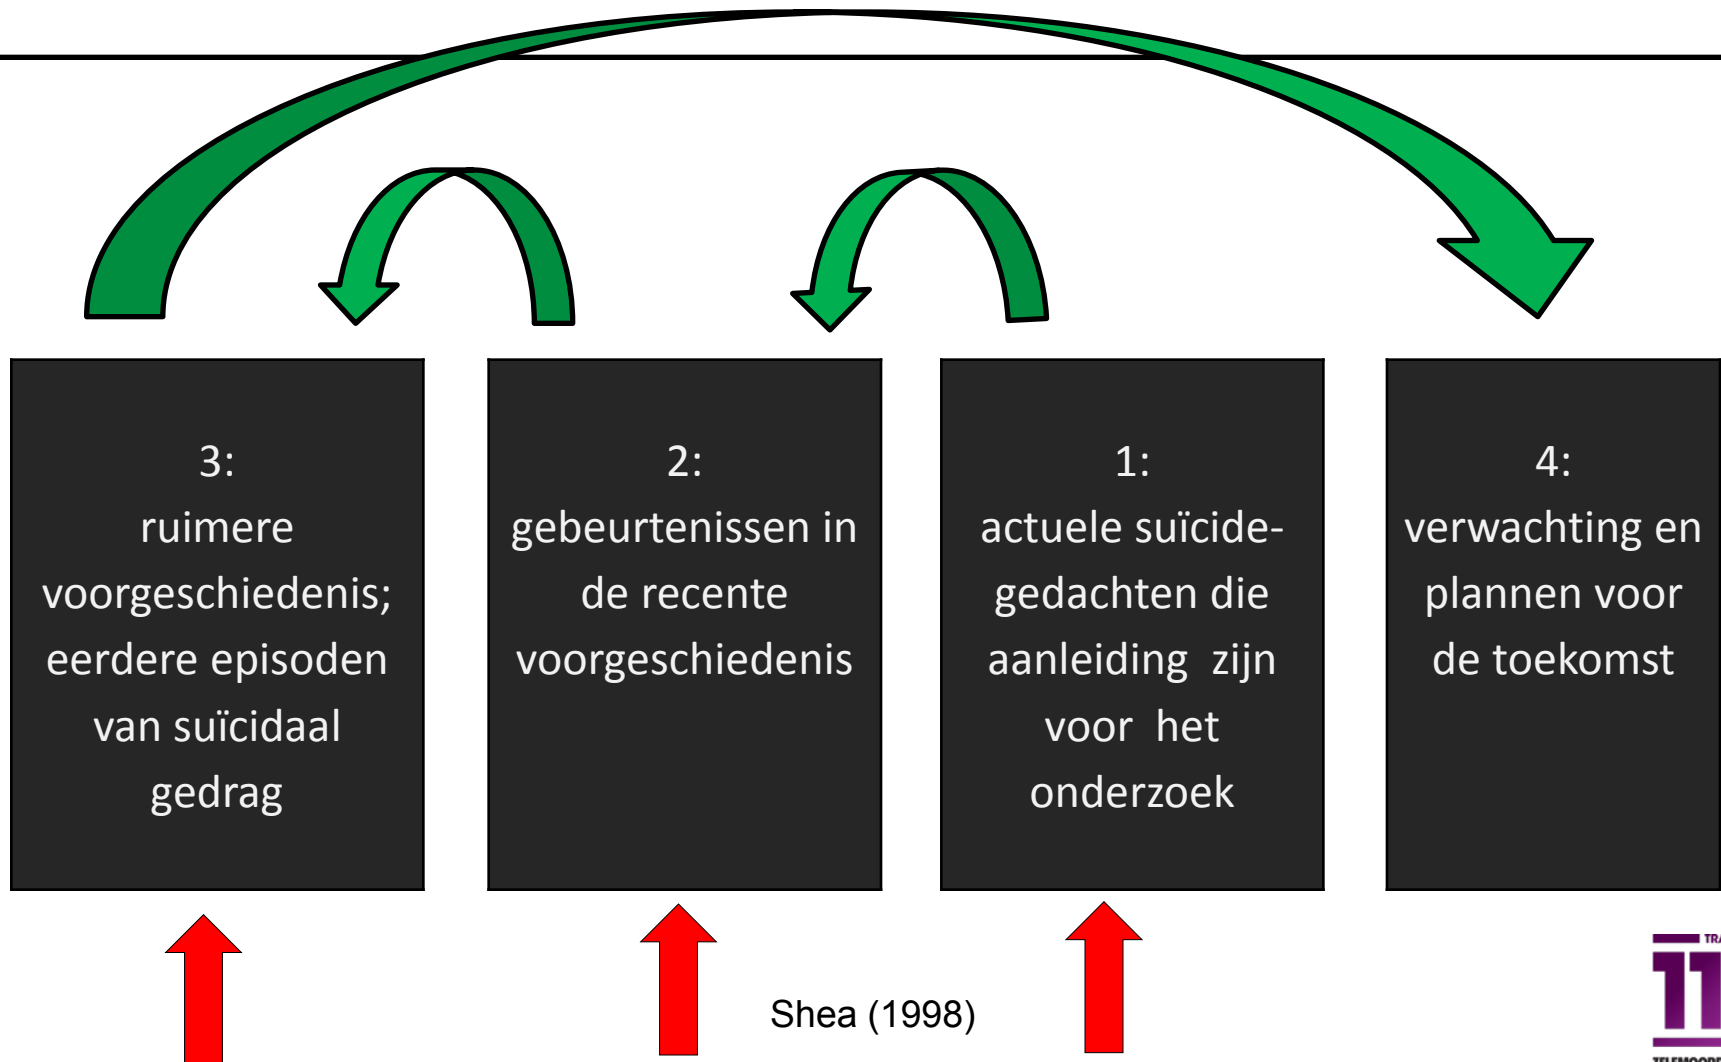 3:
ruimere
voorgeschiedenis;
eerdere episoden
van suïcidaal
gedrag
2:
gebeurtenissen in
de recente
voorgeschiedenis
1:
actuele suïcide-
gedachten die
aanleiding  zijn
voor  het
onderzoek
4:
verwachting en
plannen voor
de toekomst
Shea (1998)
11